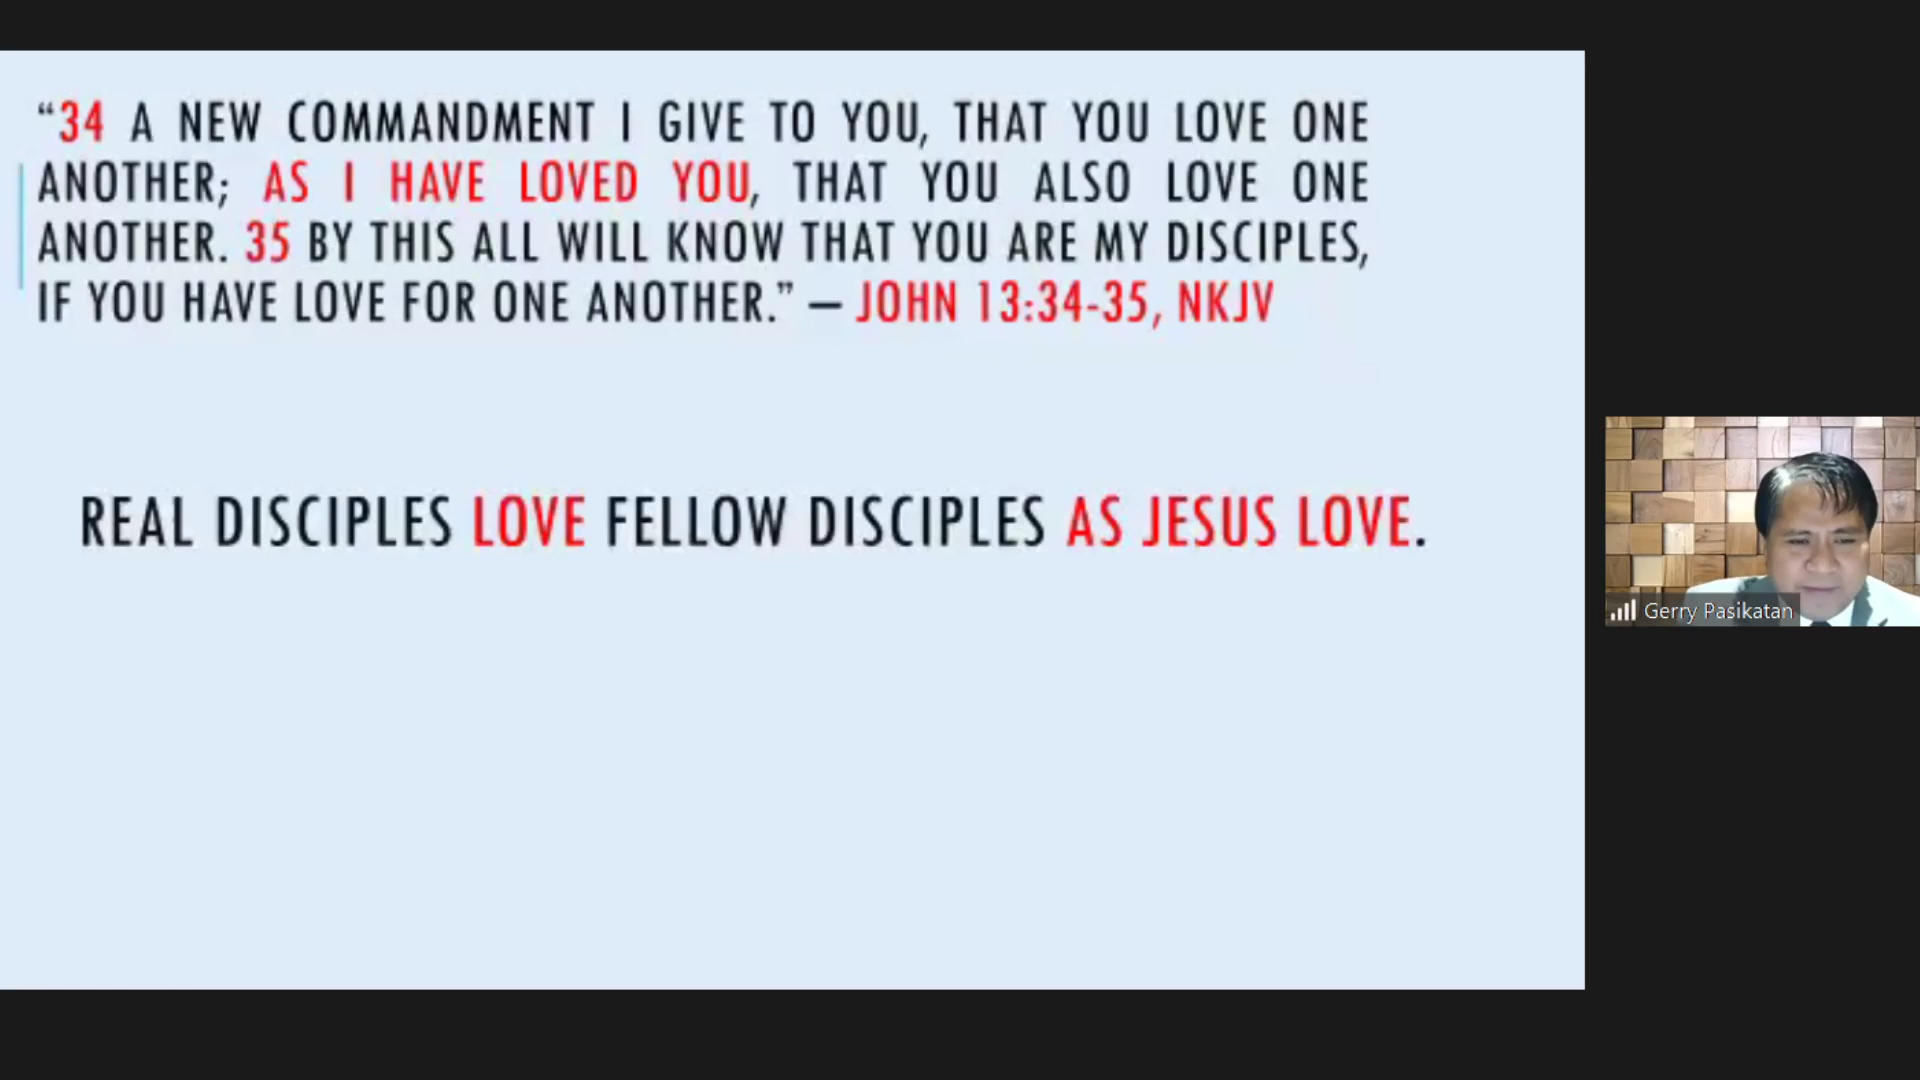 “34 A NEW COMMANDMENT I GIVE TO YOU, THAT YOU LOVE ONE
ANOTHER; AS I HAVE LOVED YOU, THAT YOU ALSO LOVE ONE
ANOTHER. 35 BY THIS ALL WILL KNOW THAT YOU ARE MY DISCIPLES,
IF YOU HAVE LOVE FOR ONE ANOTHER.” – JOHN 13:34-35, NKJV
REAL DISCIPLES LOVE FELLOW DISCIPLES AS JESUS LOVE.
Gerry Pasikatan